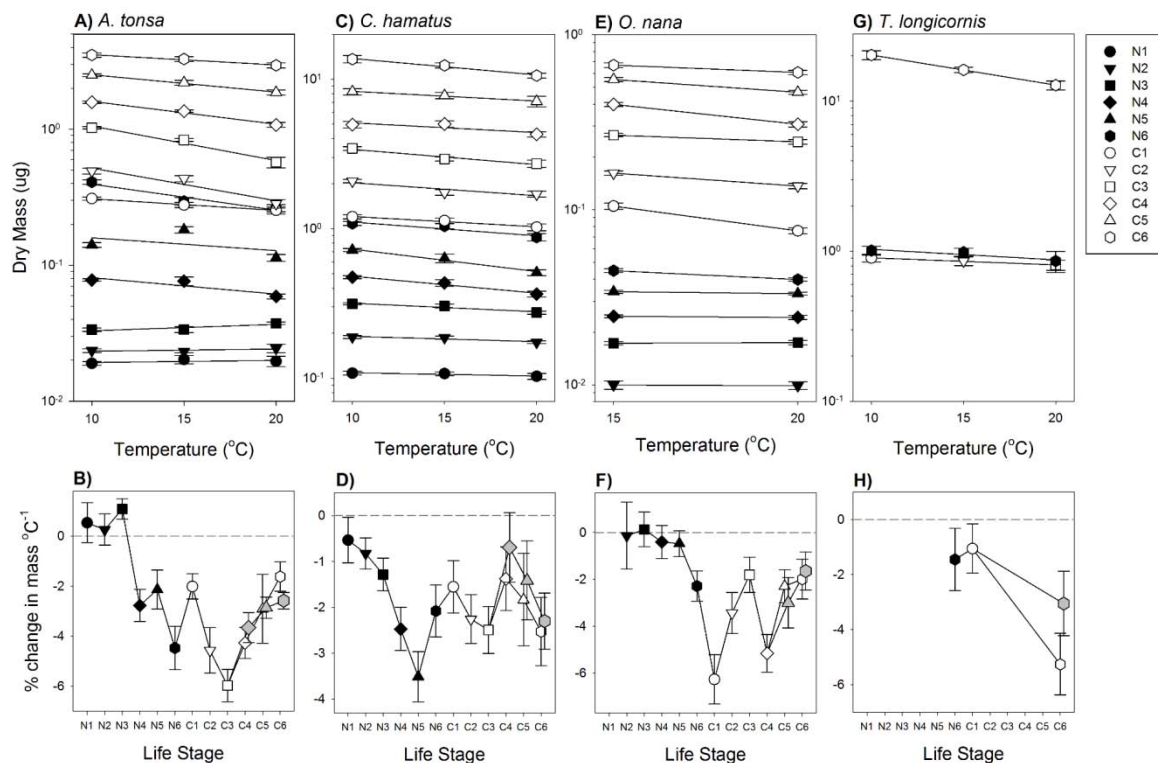 A) A. tonsa
C) C. hamatus
E) O. nana
G) T. longicornis
Dry Mass (ug)
10⁰
10⁻¹
10⁻²
10 15 20
Temperature (°C)
10¹
10⁰
10⁻¹
10 15 20
Temperature (°C)
10⁰
10⁻¹
10⁻²
15 20
Temperature (°C)
10¹
10⁰
10⁻¹
10 15 20
Temperature (°C)
N1
N2
N3
N4
N5
N6
C1
C2
C3
C4
C5
C6
B)
% change in mass °C⁻¹
2
0
-2
-4
-6
N1 N2 N3 N4 N5 N6 C1 C2 C3 C4 C5 C6
Life Stage
D)
0
-1
-2
-3
-4
N1 N2 N3 N4 N5 N6 C1 C2 C3 C4 C5 C6
Life Stage
F)
2
0
-2
-4
-6
N1 N2 N3 N4 N5 N6 C1 C2 C3 C4 C5 C6
Life Stage
H)
0
-2
-4
-6
N1 N2 N3 N4 N5 N6 C1 C2 C3 C4 C5 C6
Life Stage